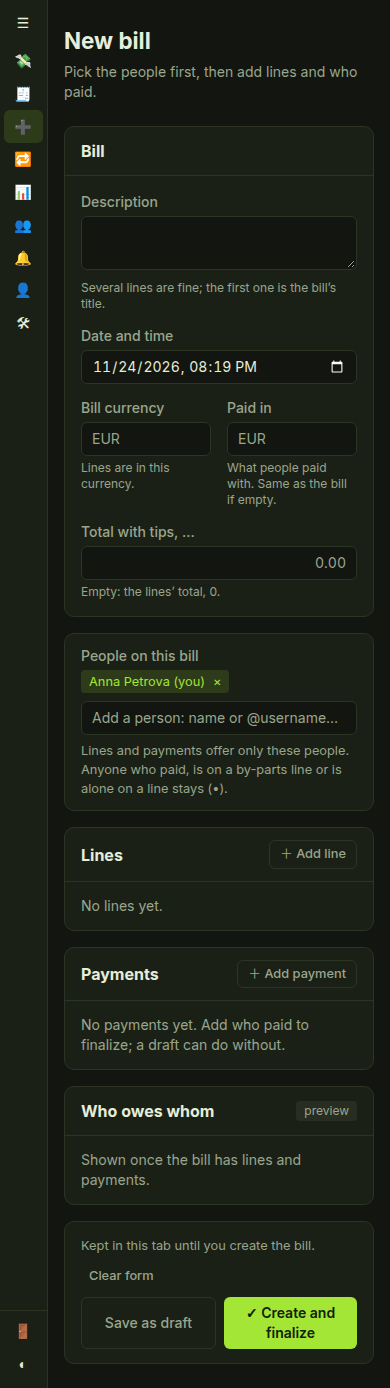 New bill
Pick the people first, then add lines and who
paid.
Bill
Description
Several lines are fine; the first one is the bill’s
title.
Date and time
11/24/2026, 08:19 PM
Bill currency
Paid in
EUR
EUR
Lines are in this
currency.
What people paid
with. Same as the bill
if empty.
Total with tips, ...
0.00
Empty: the lines’ total, 0.
People on this bill
Anna Petrova (you) ×
Add a person: name or @username...
Lines and payments offer only these people.
Anyone who paid, is on a by-parts line or is
alone on a line stays (•).
Lines
+ Add line
No lines yet.
Payments
+ Add payment
No payments yet. Add who paid to
finalize; a draft can do without.
Who owes whom
preview
Shown once the bill has lines and
payments.
Kept in this tab until you create the bill.
Clear form
Save as draft
✓ Create and
finalize